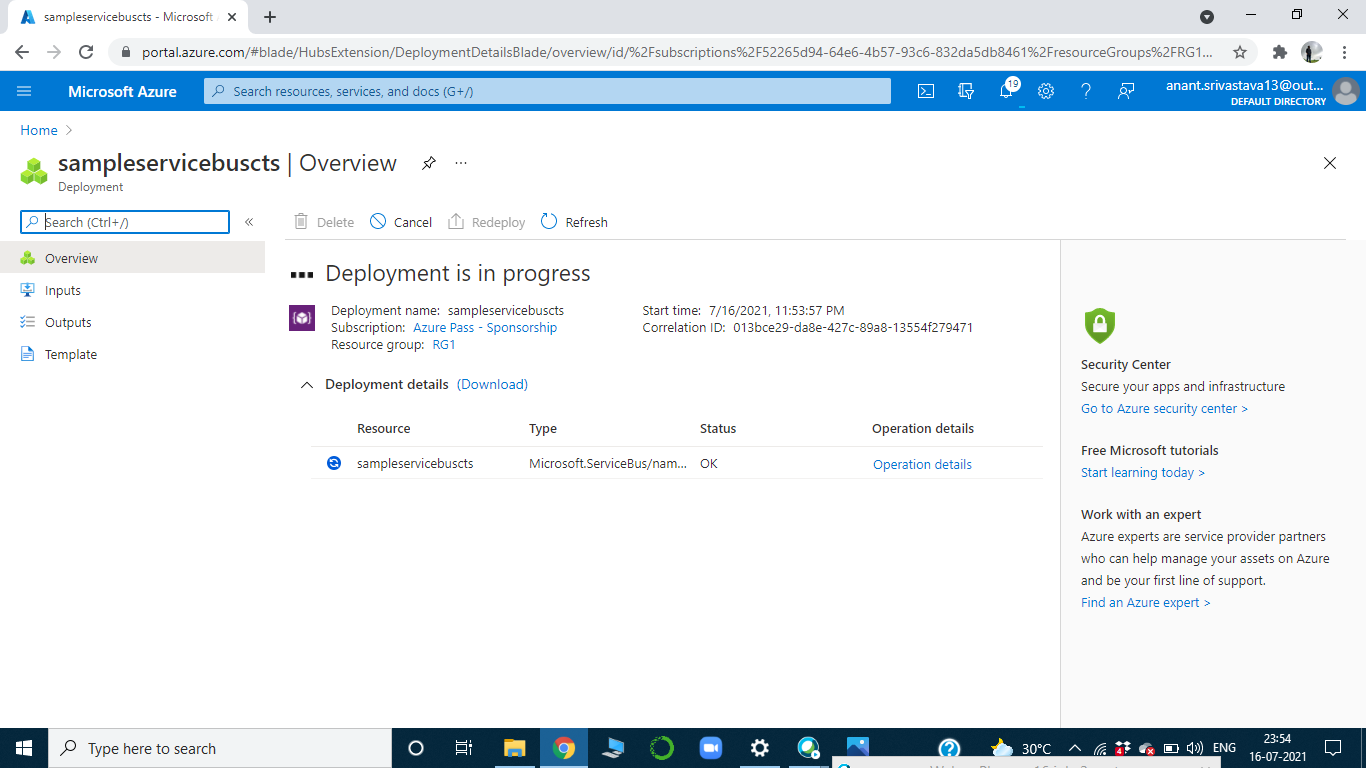 sampleservicebuscts - Microsoft
portal.azure.com/#blade/HubsExtension/DeploymentDetailsBlade/overview/id/%2Fsubscriptions%2F52265d94-64e6-4b57-93c6-832da5db8461%2FresourceGroups%2FRG1...
Microsoft Azure
Search resources, services, and docs (G+/)
19
anant.srivastava13@out...
DEFAULT DIRECTORY
Home
sampleservicebuscts | Overview
Deployment
Search (Ctrl+/)
Delete
Cancel
Redeploy
Refresh
Overview
Inputs
Outputs
Template
Deployment is in progress
Deployment name: sampleservicebuscts
Subscription: Azure Pass - Sponsorship
Resource group: RG1
Start time: 7/16/2021, 11:53:57 PM
Correlation ID: 013bce29-da8e-427c-89a8-13554f279471
Deployment details (Download)
Resource Type Status Operation details
sampleservicebuscts Microsoft.ServiceBus/nam... OK Operation details
Security Center
Secure your apps and infrastructure
Go to Azure security center >
Free Microsoft tutorials
Start learning today >
Work with an expert
Azure experts are service provider partners
who can help manage your assets on Azure
and be your first line of support.
Find an Azure expert >
Type here to search
30°C
4
ENG
23:54
16-07-2021